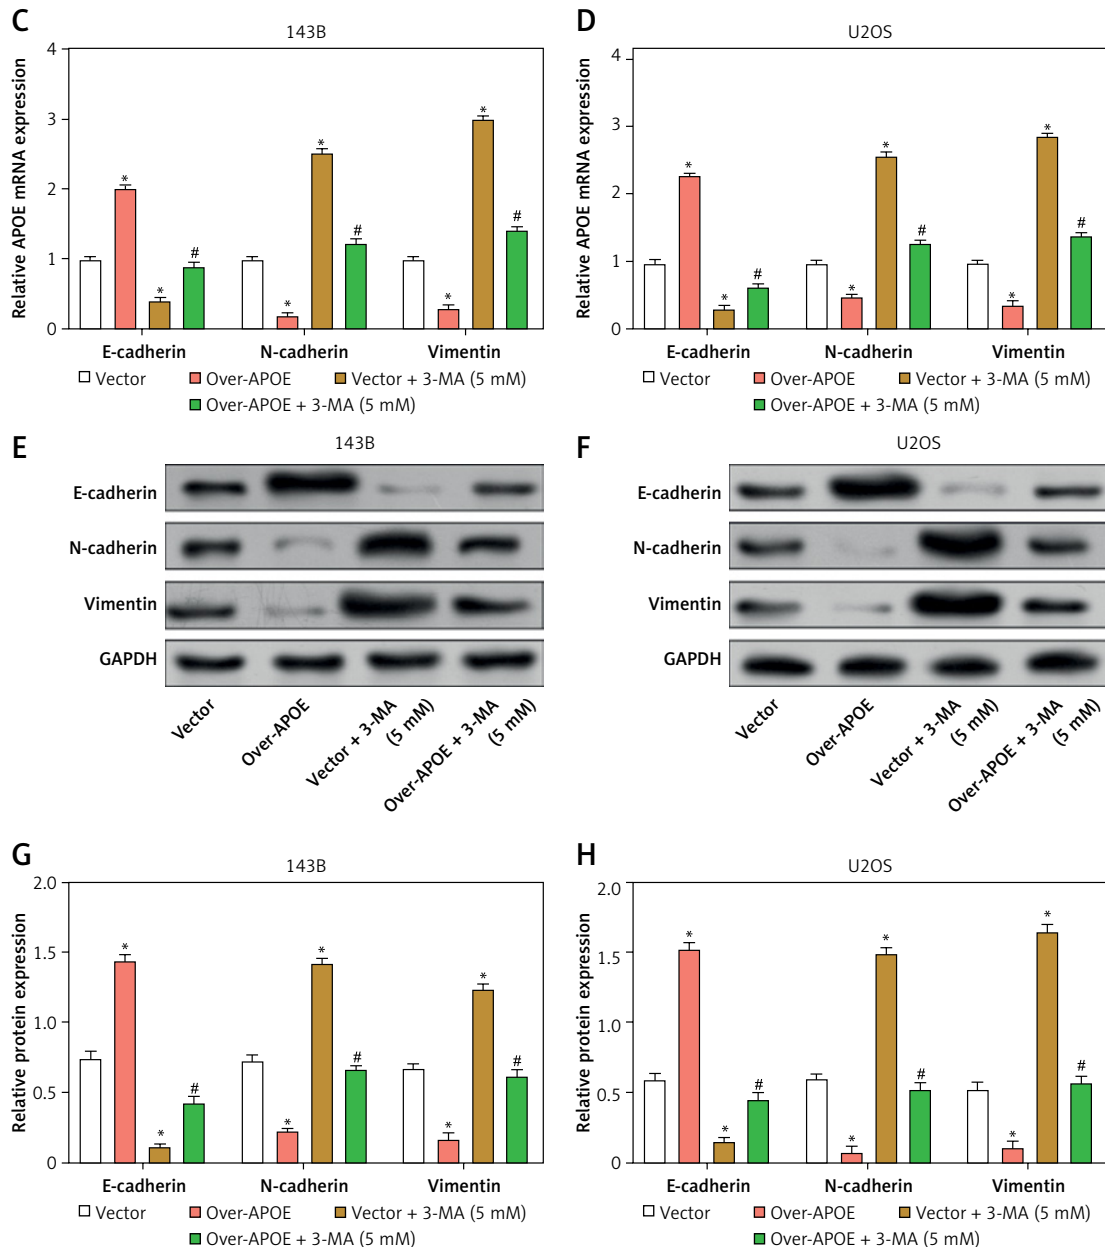 C
143B
Relative APOE mRNA expression
4
3
2
1
0
* * # *
* * #
* * #
E-cadherin N-cadherin Vimentin
Vector Over-APOE Vector + 3-MA (5 mM)
Over-APOE + 3-MA (5 mM)
D
U2OS
Relative APOE mRNA expression
4
3
2
1
0
* * #
* * #
* * #
E-cadherin N-cadherin Vimentin
Vector Over-APOE Vector + 3-MA (5 mM)
Over-APOE + 3-MA (5 mM)
E
143B
E-cadherin
N-cadherin
Vimentin
GAPDH
Vector
Over-APOE
Vector + 3-MA
(5 mM)
Over-APOE + 3-MA
(5 mM)
F
U2OS
E-cadherin
N-cadherin
Vimentin
GAPDH
Vector
Over-APOE
Vector + 3-MA
(5 mM)
Over-APOE + 3-MA
(5 mM)
G
143B
Relative protein expression
2.0
1.5
1.0
0.5
0
* * #
* * #
* * #
E-cadherin N-cadherin Vimentin
Vector Over-APOE Vector + 3-MA (5 mM)
Over-APOE + 3-MA (5 mM)
H
U2OS
Relative protein expression
2.0
1.5
1.0
0.5
0
* * #
* * #
* * #
E-cadherin N-cadherin Vimentin
Vector Over-APOE Vector + 3-MA (5 mM)
Over-APOE + 3-MA (5 mM)